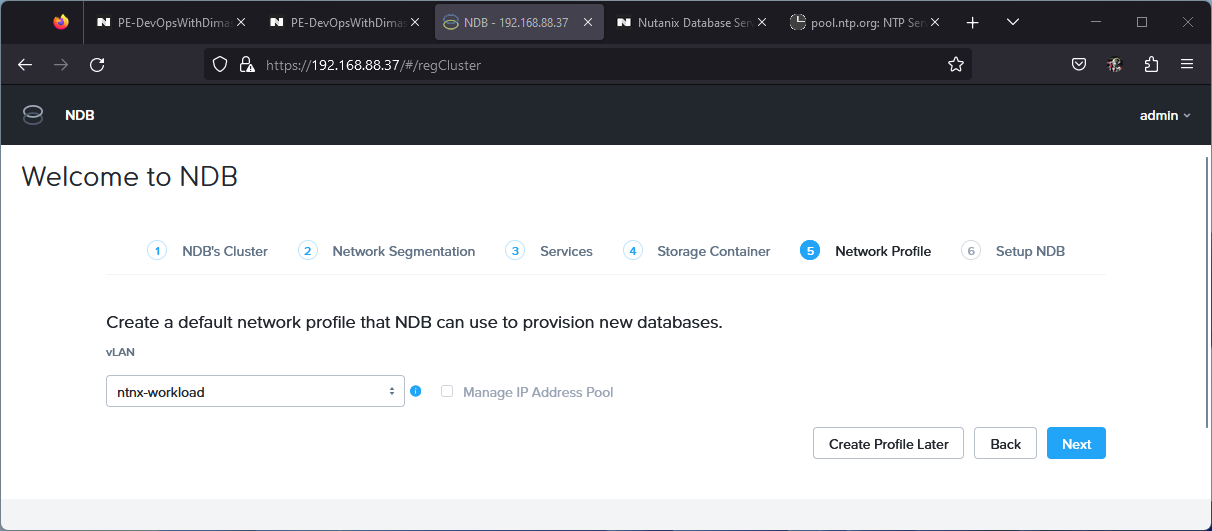 PE-DevOpsWithDimas
PE-DevOpsWithDimas
NDB - 192.168.88.37
Nutanix Database Serv
pool.ntp.org: NTP Serv
https://192.168.88.37/#/regCluster
NDB
admin
Welcome to NDB
1 NDB's Cluster 2 Network Segmentation 3 Services 4 Storage Container 5 Network Profile 6 Setup NDB
Create a default network profile that NDB can use to provision new databases.
vLAN
ntnx-workload
Manage IP Address Pool
Create Profile Later Back Next